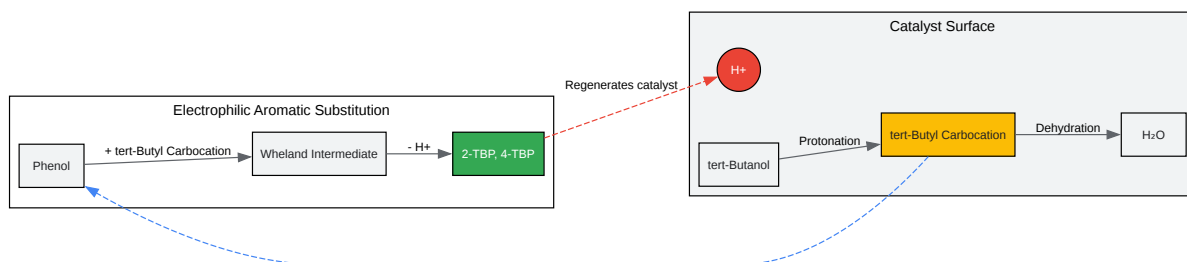 Catalyst Surface
H+
Regenerates catalyst
Electrophilic Aromatic Substitution
Phenol
+ tert-Butyl Carbocation
Wheland Intermediate
- H+
2-TBP, 4-TBP
tert-Butanol
Protonation
tert-Butyl Carbocation
Dehydration
H₂O